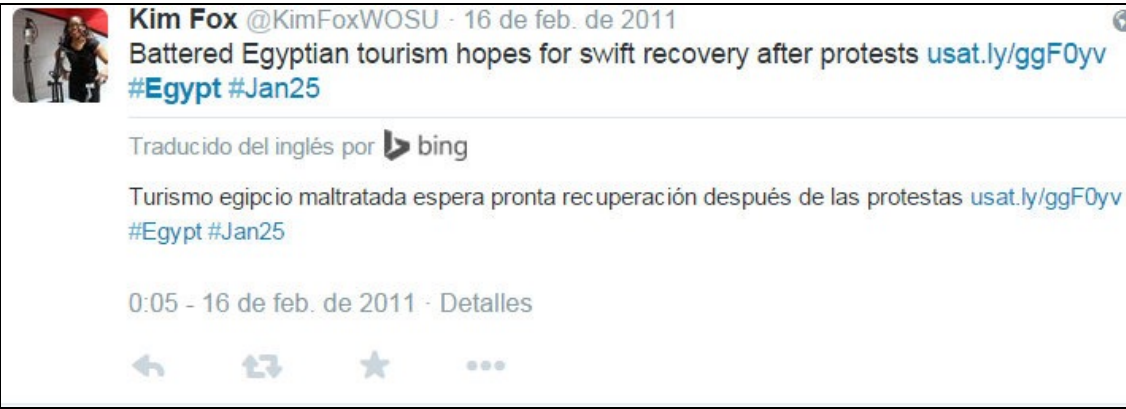 Kim Fox @KimFoxWOSU · 16 de feb. de 2011
Battered Egyptian tourism hopes for swift recovery after protests usat.ly/ggF0yv
#Egypt #Jan25
Traducido del inglés por bing
Turismo egipcio maltratada espera pronta recuperación después de las protestas usat.ly/ggF0yv
#Egypt #Jan25
0:05 - 16 de feb. de 2011 · Detalles